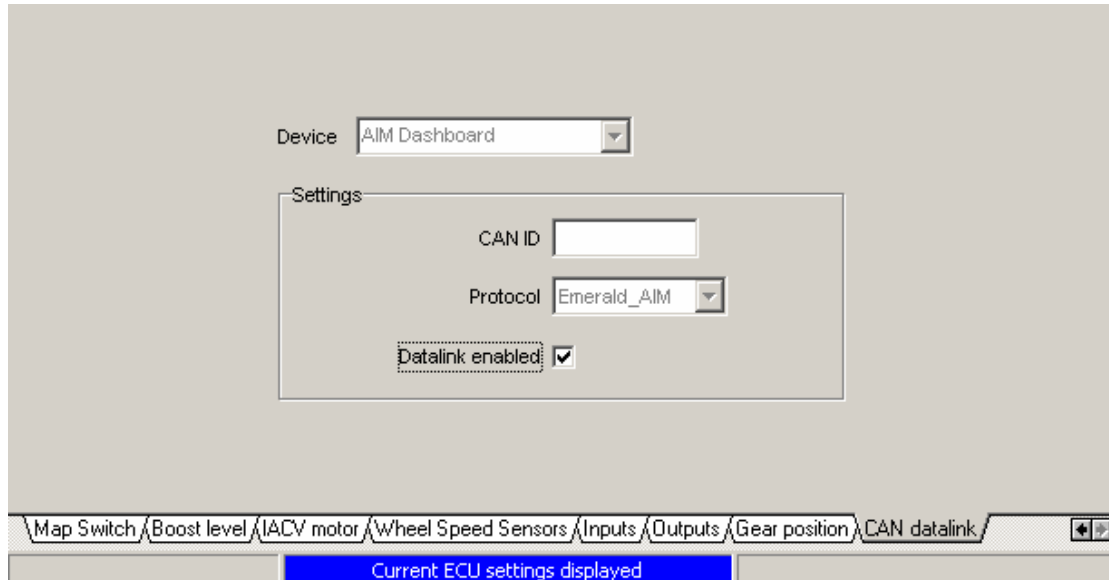 Device AIM Dashboard
Settings
CAN ID
Protocol Emerald_AIM
Datalink enabled
Map Switch Boost level IACV motor Wheel Speed Sensors Inputs Outputs Gear position CAN datalink
Current ECU settings displayed